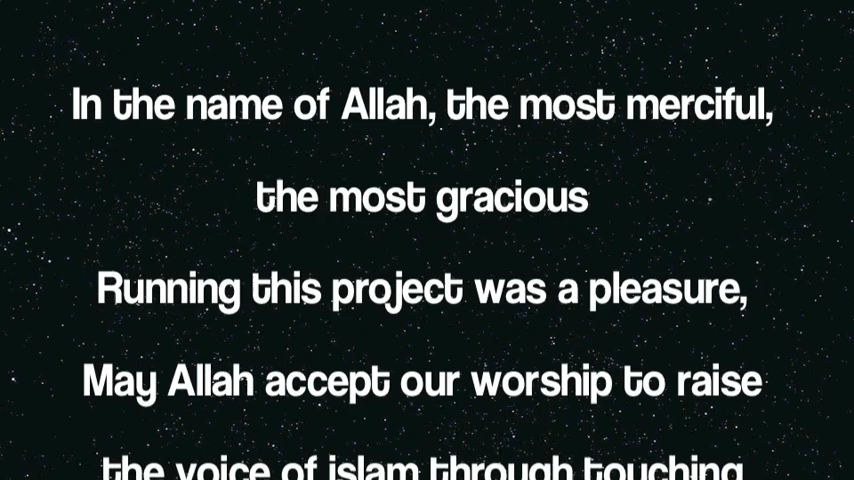 In the name of Allah, the most merciful,
the most gracious
Running this project was a pleasure,
May Allah accept our worship to raise
the voice of islam through touching